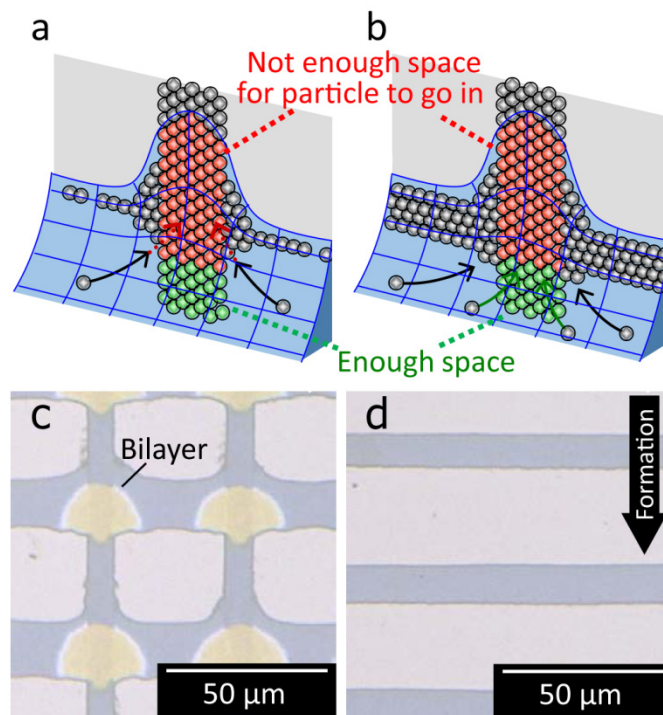 a
b
Not enough space
for particle to go in
Enough space
c
d
Bilayer
Formation
50 μm
50 μm